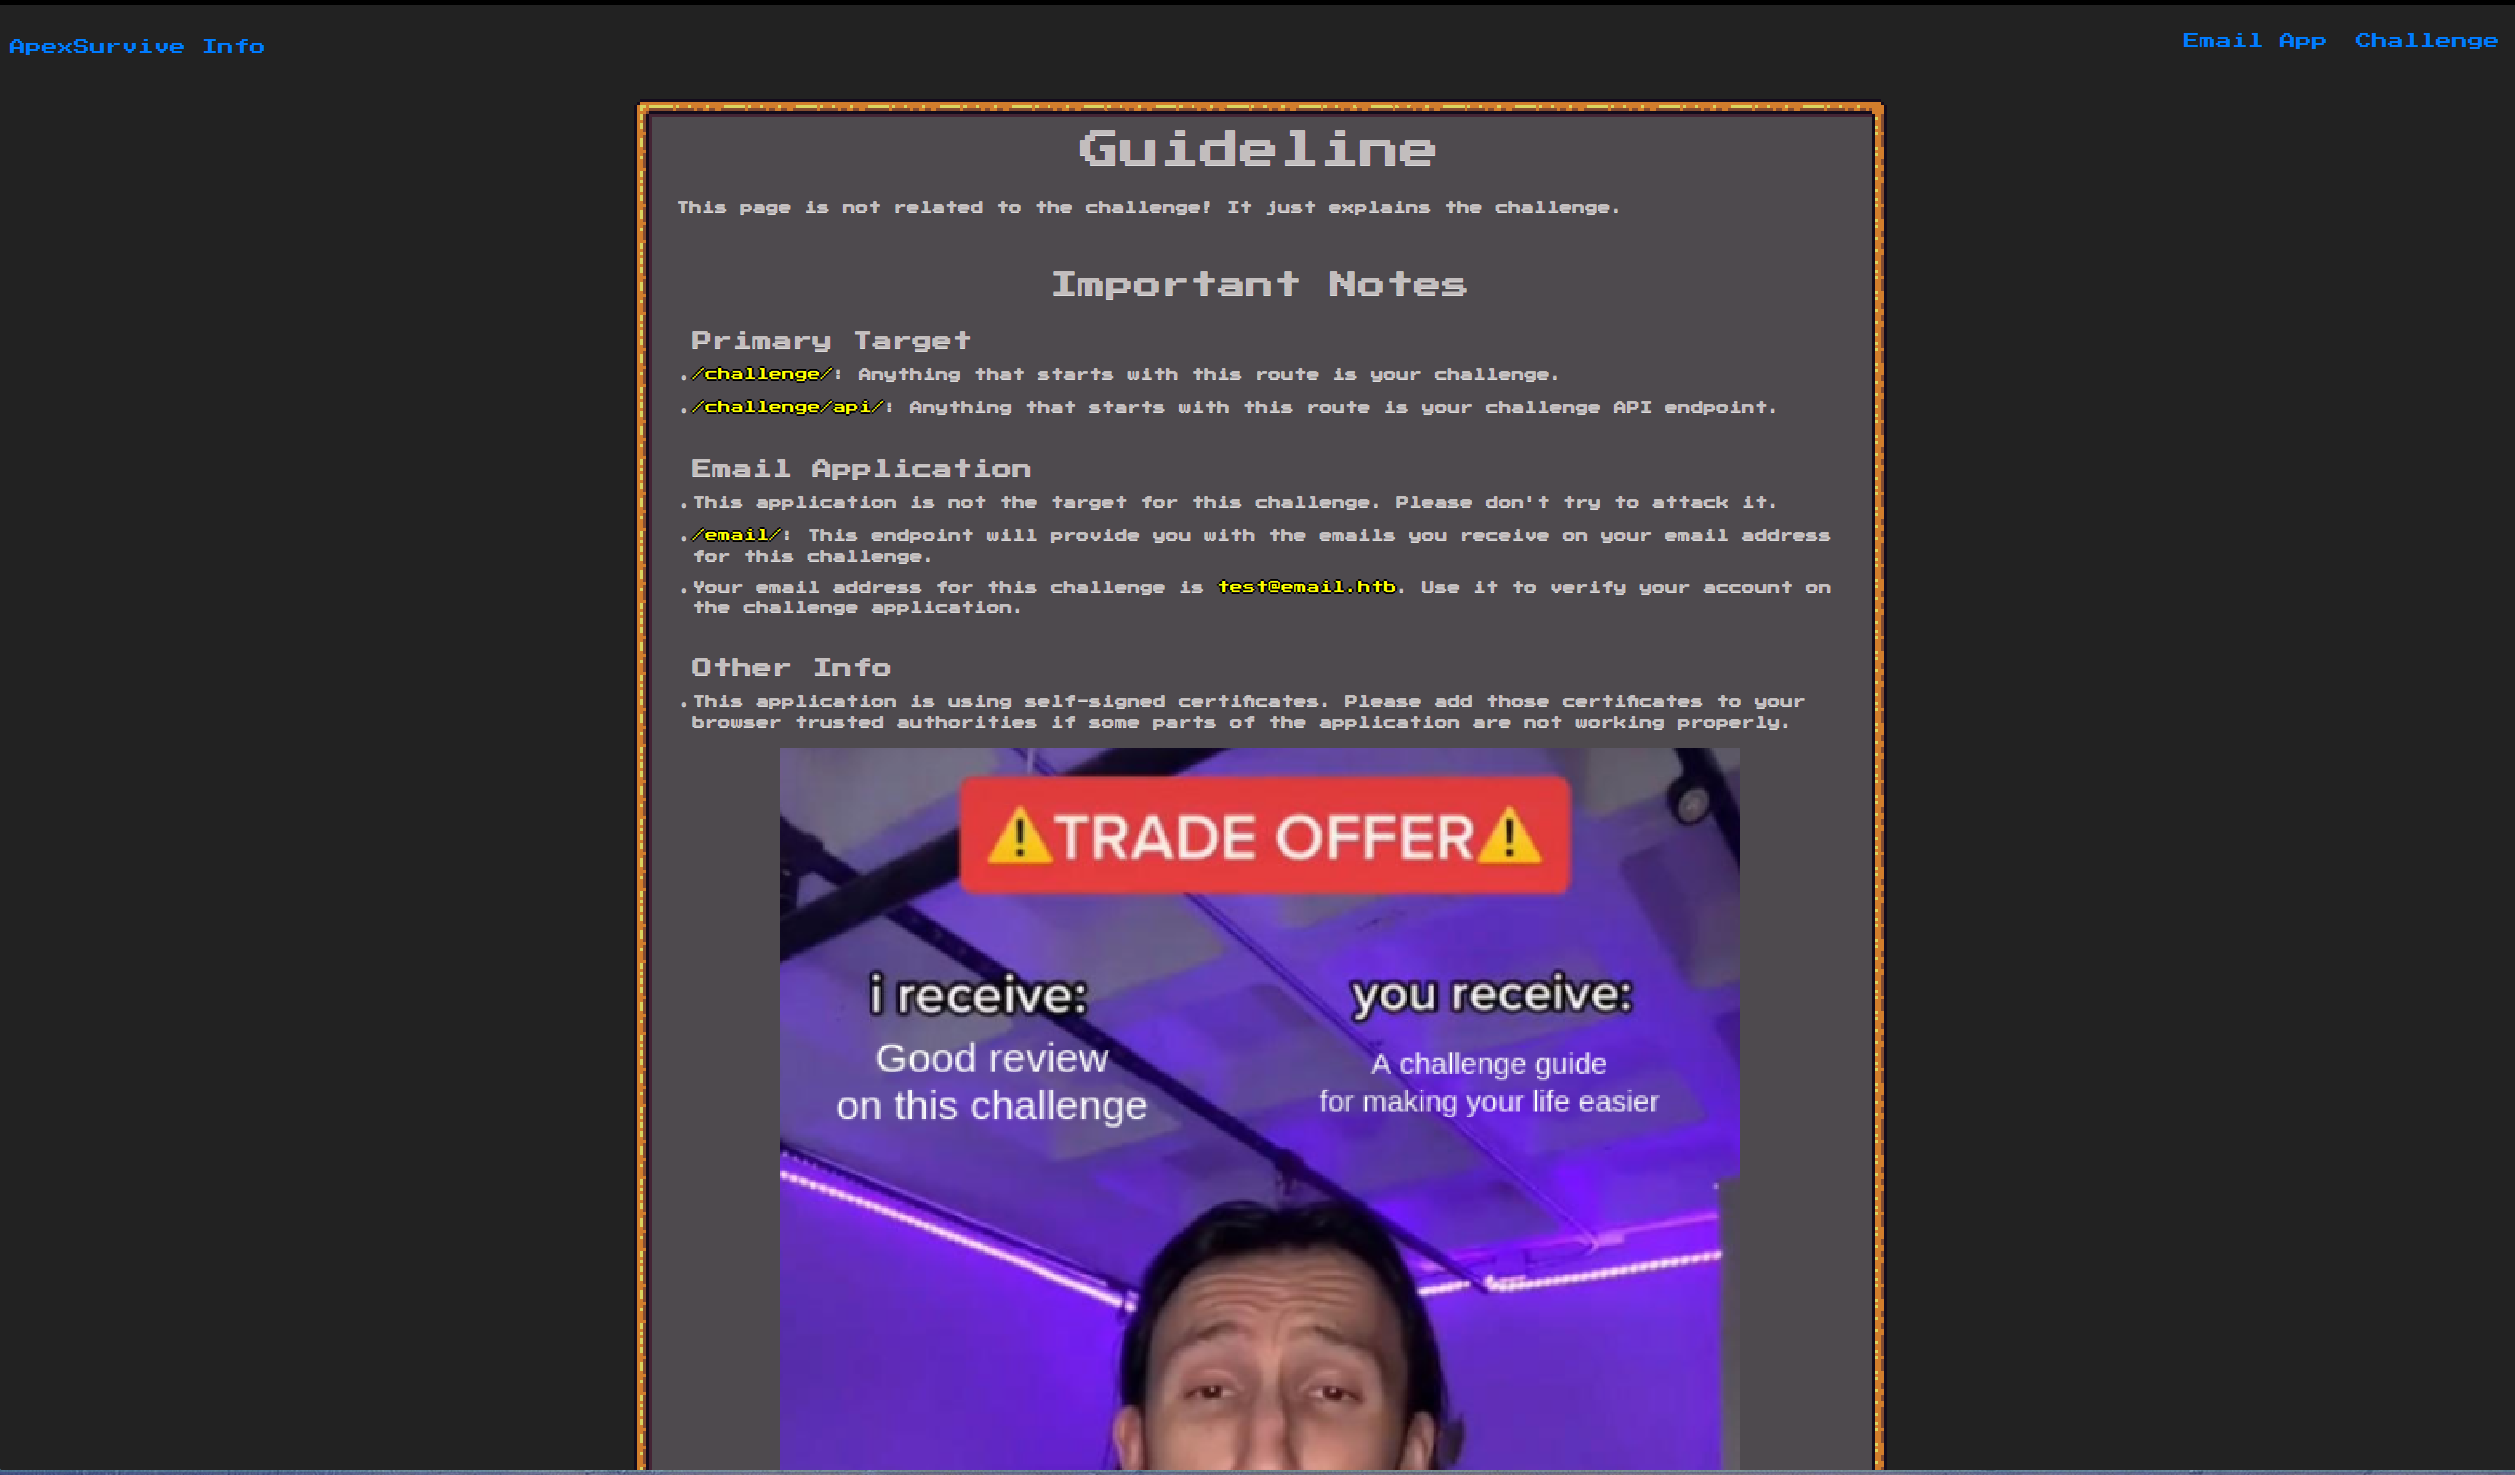 ApexSurvive Info
Email App Challenge
Guideline
This page is not related to the challenge! It just explains the challenge.
Important Notes
Primary Target
./challenge/: Anything that starts with this route is your challenge.
./challenge/api/: Anything that starts with this route is your challenge API endpoint.
Email Application
.This application is not the target for this challenge. Please don't try to attack it.
./email/: This endpoint will provide you with the emails you receive on your email address
for this challenge.
.Your email address for this challenge is test@email.htb. Use it to verify your account on
the challenge application.
Other Info
.This application is using self-signed certificates. Please add those certificates to your
browser trusted authorities if some parts of the application are not working properly.
⚠TRADE OFFER⚠
i receive:
Good review
on this challenge
you receive:
A challenge guide
for making your life easier